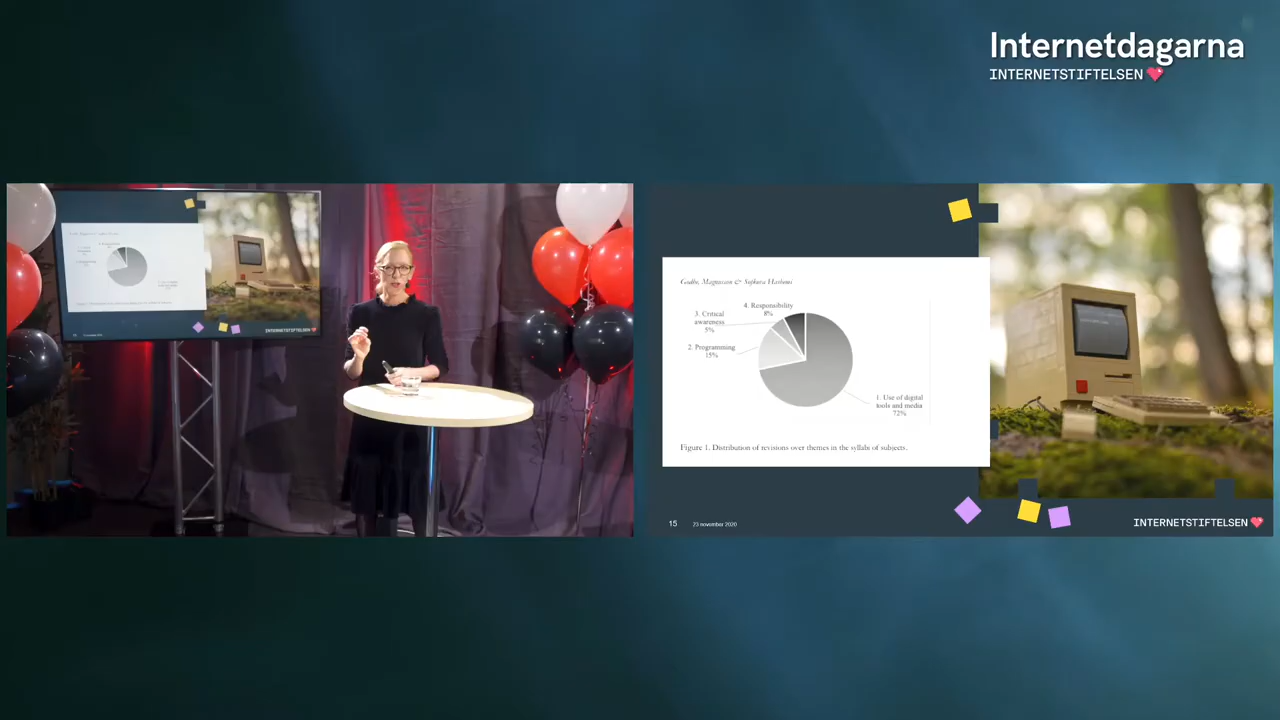 Internetdagarna
INTERNETSTIFTELSEN
Godhe, Magnusson & Sofkova Hashemi
4. Responsibility
8%
3. Critical
awareness
5%
2. Programming
15%
1. Use of digital
tools and media
72%
Figure 1. Distribution of revisions over themes in the syllabi of subjects.
15
23 november 2020
INTERNETSTIFTELSEN
INTERNETSTIFTELSEN